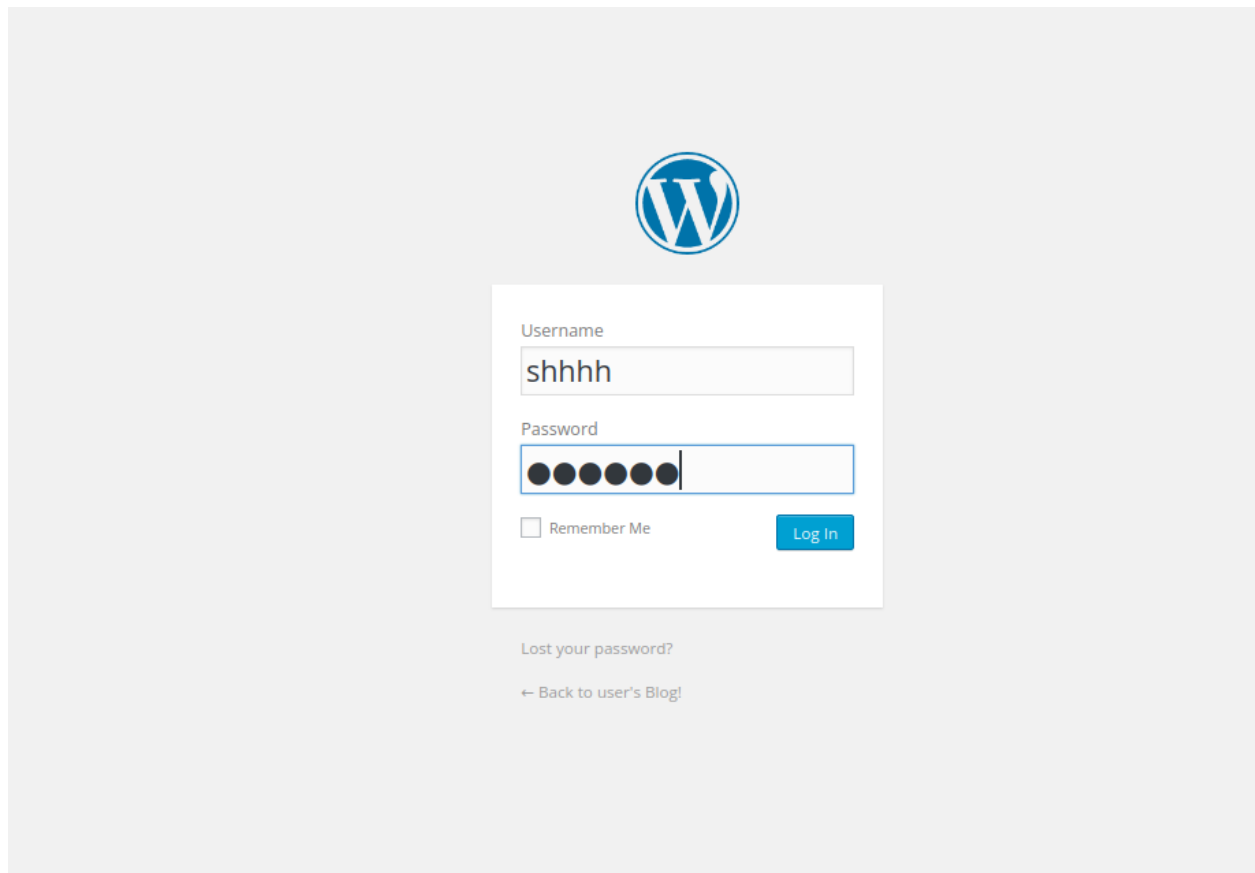 Username
shhhh
Password
●●●●●●
Remember Me
Log In
Lost your password?
← Back to user's Blog!